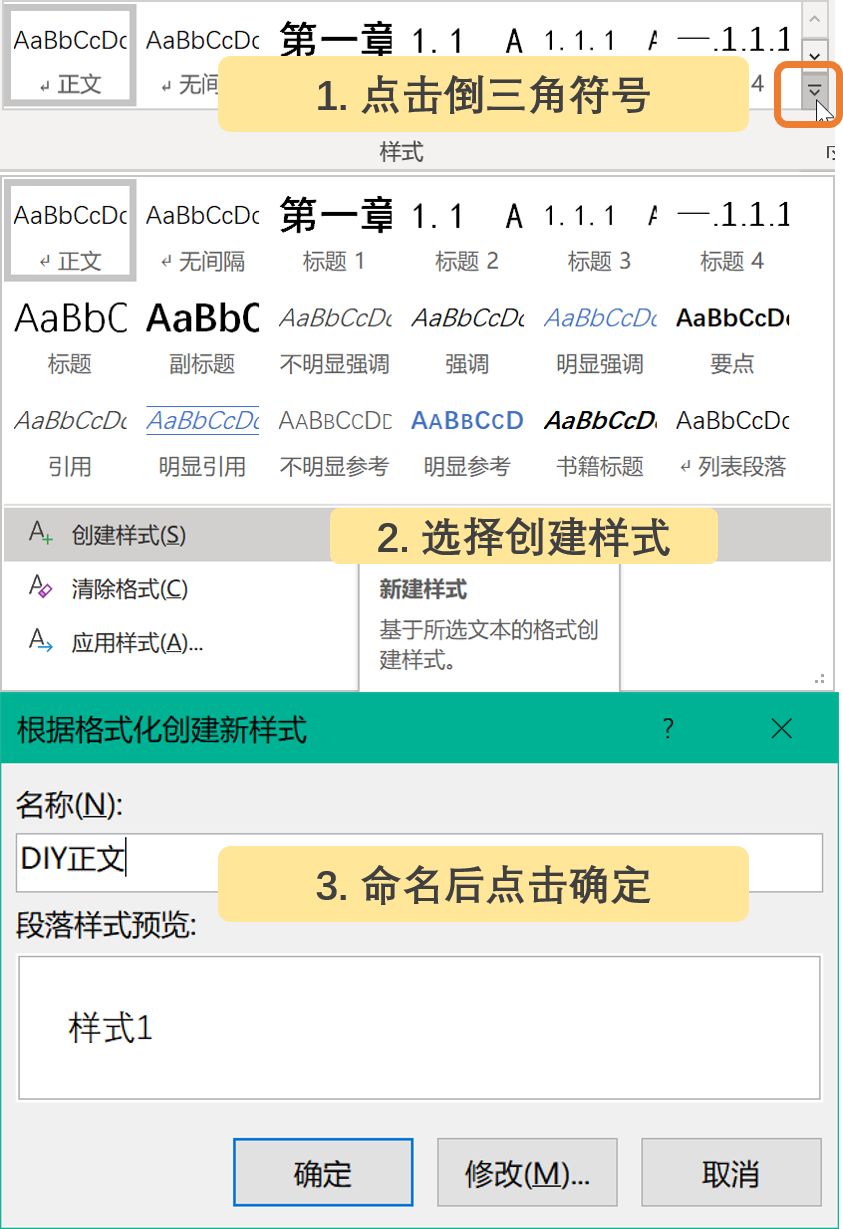 AaBbCcDc AaBbCcDc 第一章 1.1 A 1.1.1 A 一.1.1.1
↵ 正文 ↵ 无间 4
1. 点击倒三角符号
样式
AaBbCcDc AaBbCcDc 第一章 1.1 A 1.1.1 A 一.1.1.1
↵ 正文 ↵ 无间隔 标题 1 标题 2 标题 3 标题 4
AaBbC AaBbC AaBbCcDc AaBbCcDc AaBbCcDc AaBbCcDc
标题 副标题 不明显强调 强调 明显强调 要点
AaBbCcDc AaBbCcDc AaBbCcDD AaBbCcD AaBbCcD AaBbCcDc
引用 明显引用 不明显参考 明显参考 书籍标题 ↵ 列表段落
创建样式(S)
2. 选择创建样式
清除格式(C)
应用样式(A)...
新建样式
基于所选文本的格式创
建样式。
根据格式化创建新样式 ?
名称(N):
DIY正文
3. 命名后点击确定
段落样式预览:
样式1
确定 修改(M)... 取消